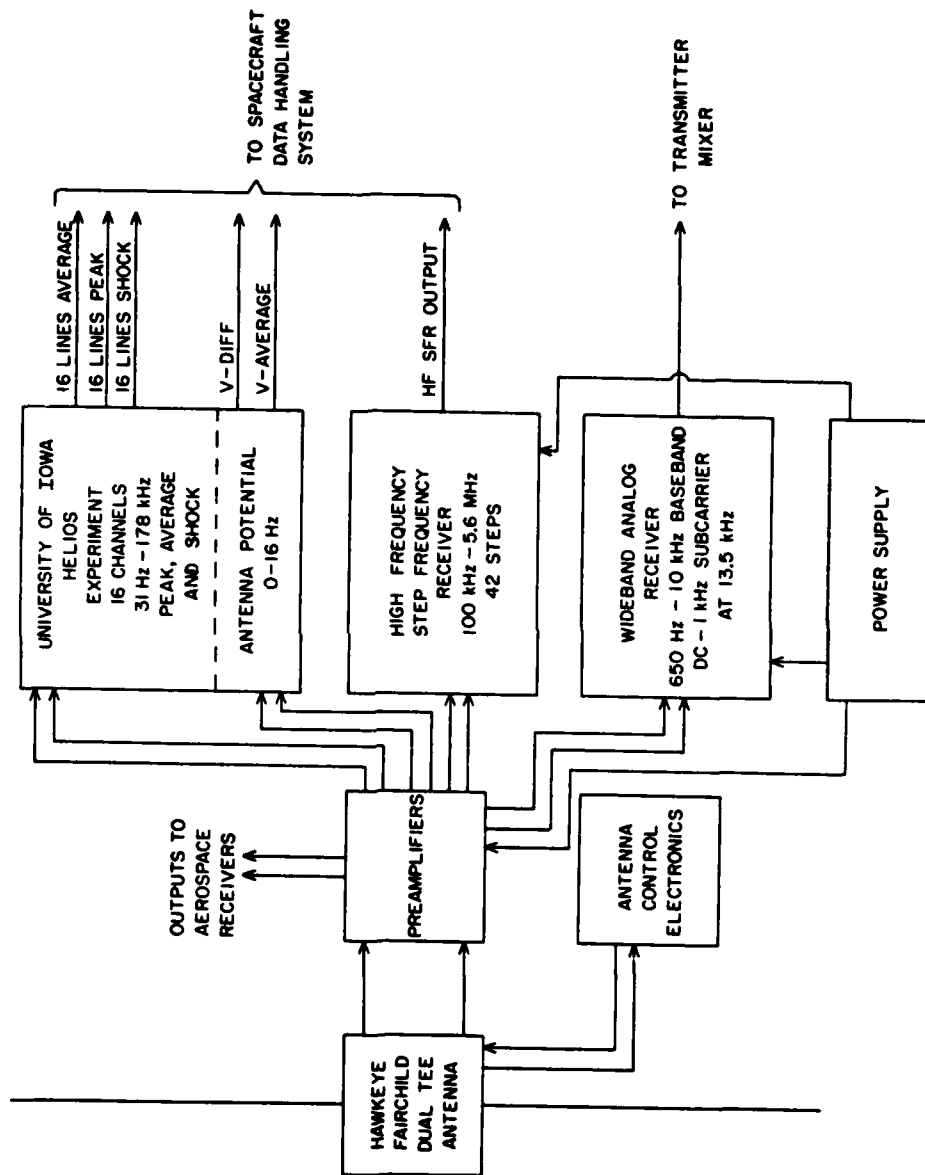 HAWKEYE
FAIRCHILD
DUAL TEE
ANTENNA
OUTPUTS TO
AEROSPACE
RECEIVERS
PREAMPLIFIERS
ANTENNA
CONTROL
ELECTRONICS
UNIVERSITY OF IOWA
HELIOS
EXPERIMENT
16 CHANNELS
31 Hz-178 kHz
PEAK, AVERAGE
AND SHOCK
ANTENNA POTENTIAL
0-16 Hz
HIGH FREQUENCY
STEP FREQUENCY
RECEIVER
100 kHz-5.6 MHz
42 STEPS
WIDEBAND ANALOG
RECEIVER
650 Hz-10 kHz BASEBAND
DC-1 kHz SUBCARRIER
AT 13.5 kHz
POWER SUPPLY
16 LINES AVERAGE
16 LINES PEAK
16 LINES SHOCK
V-DIFF
V-AVERAGE
HF SFR OUTPUT
TO SPACECRAFT
DATA HANDLING
SYSTEM
TO TRANSMITTER
MIXER